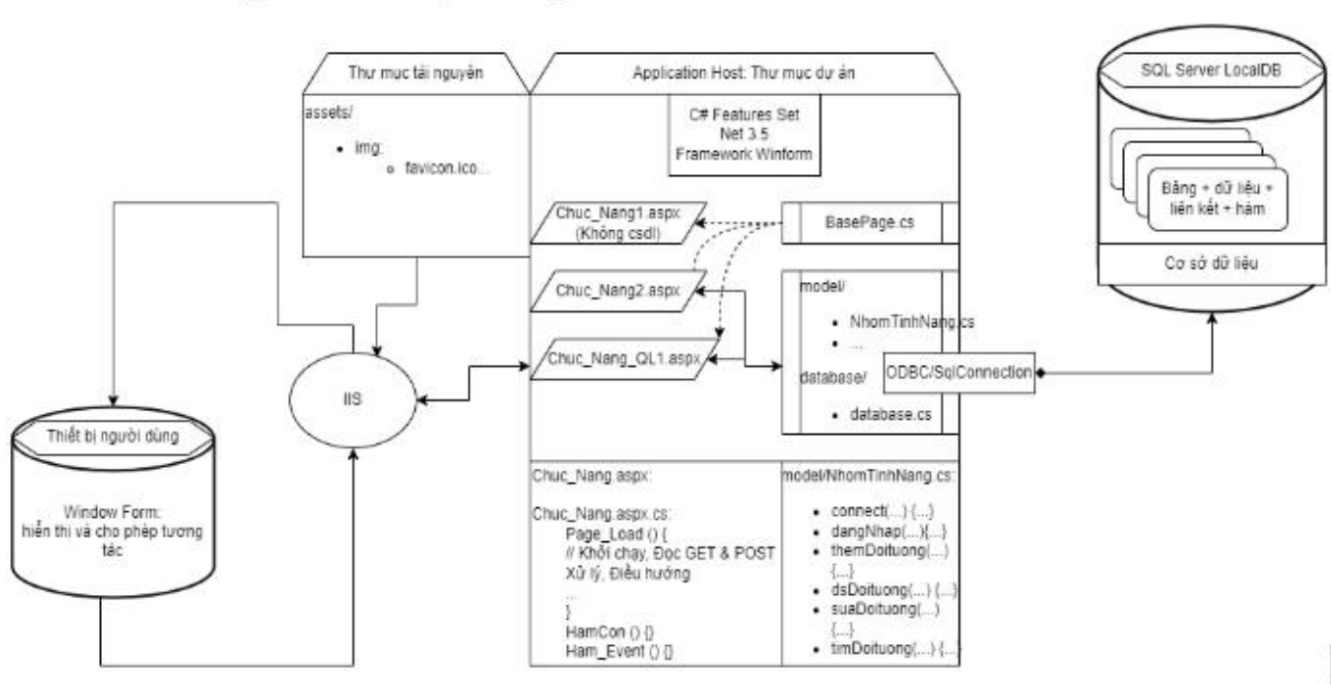 Thư mục tài nguyên
assets/
img:
favicon.ico...
Application Host: Thư mục dự án
C# Features Set
Net 3.5
Framework Winform
Chuc_Nang1.aspx
(Không csdl)
BasePage.cs
Chuc_Nang2.aspx
Chuc_Nang_QL1.aspx
model/
NhomTinhNang.cs
...
database/
database.cs
ODBC/SqlConnection
SQL Server LocalDB
Bảng + dữ liệu +
liên kết + hàm
Cơ sở dữ liệu
IIS
Thiết bị người dùng
Window Form:
hiển thị và cho phép tương
tác
Chuc_Nang.aspx:
Chuc_Nang.aspx.cs:
Page_Load () {
// Khởi chạy, Đọc GET & POST
Xử lý, Điều hướng
...
}
HamCon () {}
Ham_Event () {}
model/NhomTinhNang.cs:
connect(...) {...}
dangNhap(...){...}
themDoituong(...)
{...}
dsDoituong(...) {...}
suaDoituong(...)
{...}
timDoituong(...) {...